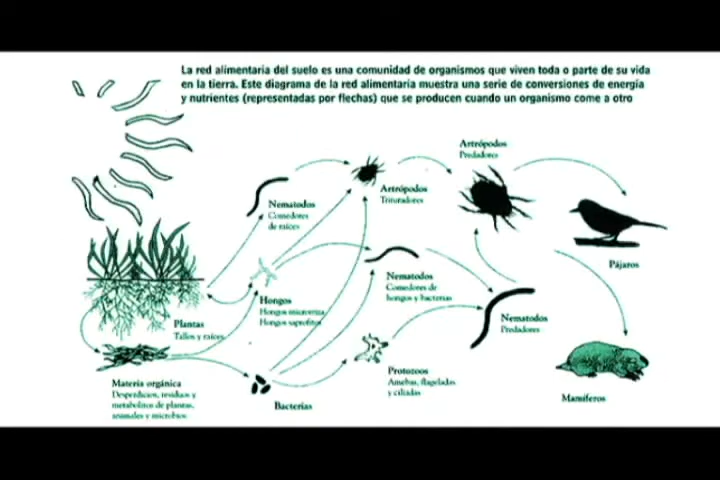 La red alimentaria del suelo es una comunidad de organismos que viven toda o parte de su vida
en la tierra. Este diagrama de la red alimentaria muestra una serie de conversiones de energía
y nutrientes (representadas por flechas) que se producen cuando un organismo come a otro
Artrópodos
Predadores
Artrópodos
Trituradores
Nematodos
Comedores
de raíces
Pájaros
Nematodos
Comedores de
hongos y bacterias
Hongos
Hongos micorriza
Hongos saprofitos
Nematodos
Predadores
Plantas
Tallos y raíces
Protozoos
Amebas, flageladas
y ciliadas
Materia orgánica
Desperdicios, residuos y
metabolitos de plantas,
animales y microbios
Bacterias
Mamíferos